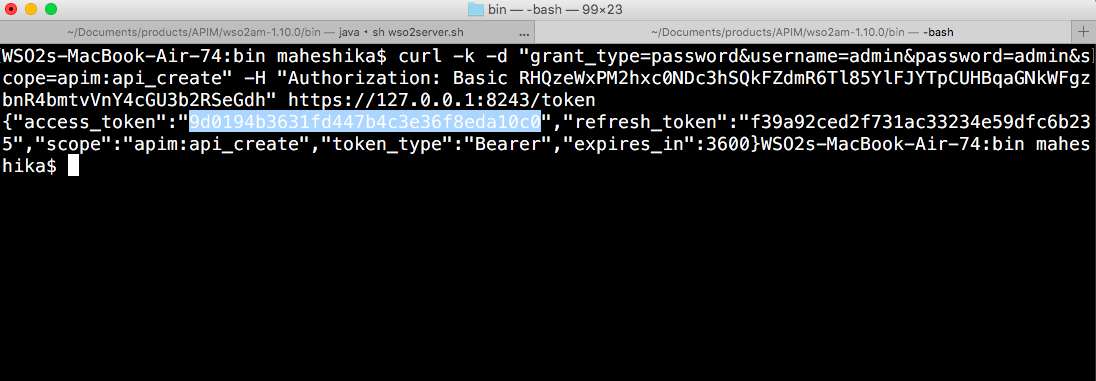 bin — -bash — 99×23
~/Documents/products/APIM/wso2am-1.10.0/bin — java ◂ sh wso2server.sh ...
~/Documents/products/APIM/wso2am-1.10.0/bin — -bash +
WSO2s-MacBook-Air-74:bin maheshika$ curl -k -d "grant_type=password&username=admin&password=admin&s
cope=apim:api_create" -H "Authorization: Basic RHQzeWxPM2hxc0NDc3hSQkFZdmR6Tl85YlFJYTpCUHBqaGNkWFgz
bnR4bmtvVnY4cGU3b2RSeGdh" https://127.0.0.1:8243/token
{"access_token":"9d0194b3631fd447b4c3e36f8eda10c0","refresh_token":"f39a92ced2f731ac33234e59dfc6b23
5","scope":"apim:api_create","token_type":"Bearer","expires_in":3600}WSO2s-MacBook-Air-74:bin mahes
hika$